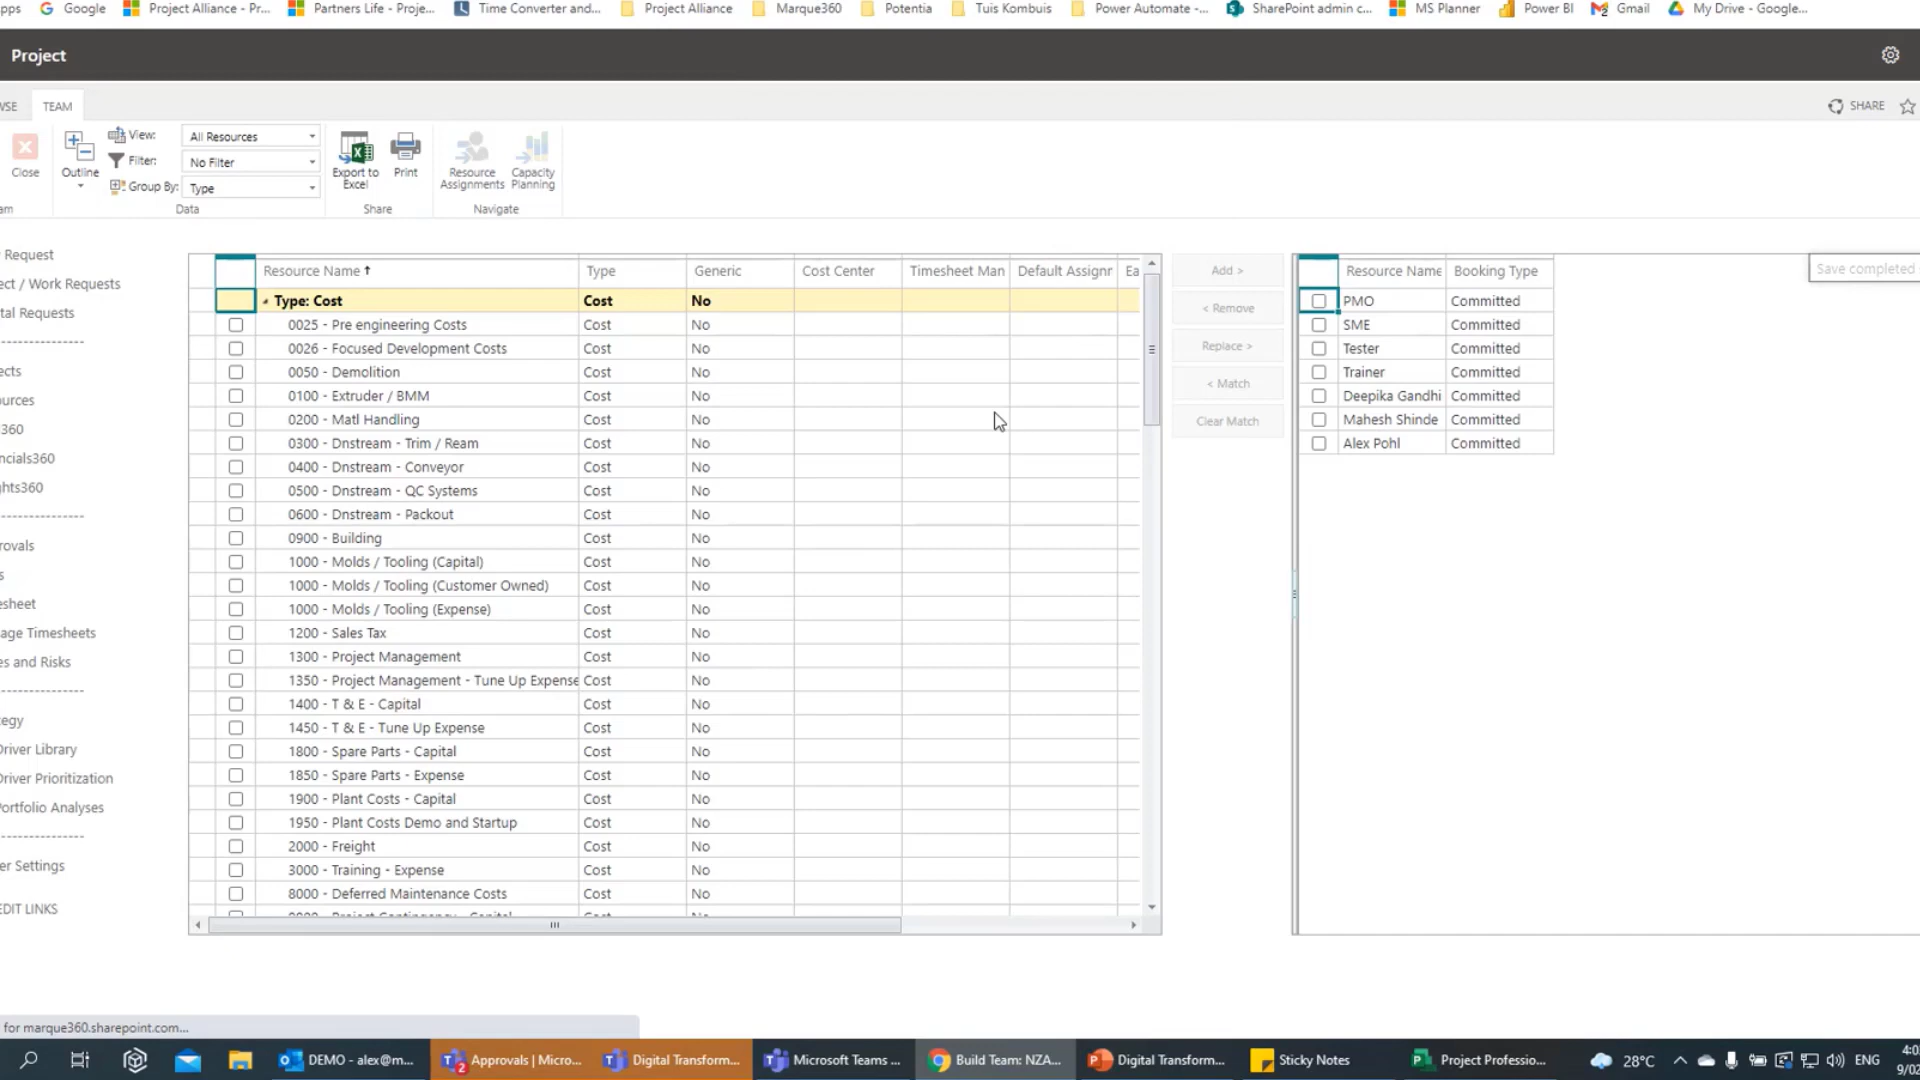 pps Google Project Alliance - Pr... Partners Life - Proje... Time Converter and... Project Alliance Marque360 Potentia Tuis Kombuis Power Automate -... SharePoint admin c... MS Planner Power BI Gmail My Drive - Google...
Project
WSE TEAM SHARE
Close
Outline
View: All Resources
Filter: No Filter
Group By: Type
Data
Export to Excel
Print
Share
Resource Assignments
Capacity Planning
Navigate
Request
ect / Work Requests
tal Requests
----------------
ects
ources
360
ncials360
ghts360
----------------
rovals
s
esheet
age Timesheets
es and Risks
----------------
egy
Driver Library
Driver Prioritization
Portfolio Analyses
----------------
er Settings
EDIT LINKS
Resource Name Type Generic Cost Center Timesheet Man Default Assignr Ea
Type: Cost Cost No
0025 - Pre engineering Costs Cost No
0026 - Focused Development Costs Cost No
0050 - Demolition Cost No
0100 - Extruder / BMM Cost No
0200 - Matl Handling Cost No
0300 - Dnstream - Trim / Ream Cost No
0400 - Dnstream - Conveyor Cost No
0500 - Dnstream - QC Systems Cost No
0600 - Dnstream - Packout Cost No
0900 - Building Cost No
1000 - Molds / Tooling (Capital) Cost No
1000 - Molds / Tooling (Customer Owned) Cost No
1000 - Molds / Tooling (Expense) Cost No
1200 - Sales Tax Cost No
1300 - Project Management Cost No
1350 - Project Management - Tune Up Expense Cost No
1400 - T & E - Capital Cost No
1450 - T & E - Tune Up Expense Cost No
1800 - Spare Parts - Capital Cost No
1850 - Spare Parts - Expense Cost No
1900 - Plant Costs - Capital Cost No
1950 - Plant Costs Demo and Startup Cost No
2000 - Freight Cost No
3000 - Training - Expense Cost No
8000 - Deferred Maintenance Costs Cost No
Add >
< Remove
Replace >
< Match
Clear Match
Resource Name Booking Type
PMO Committed
SME Committed
Tester Committed
Trainer Committed
Deepika Gandhi Committed
Mahesh Shinde Committed
Alex Pohl Committed
Save completed
for marque360.sharepoint.com...
DEMO - alex@m... Approvals | Micro... Digital Transform... Microsoft Teams ... Build Team: NZA... Digital Transform... Sticky Notes Project Professio... 28°C ENG
4:0
9/02